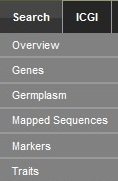 Search ICGI
Overview
Genes
Germplasm
Mapped Sequences
Markers
Traits